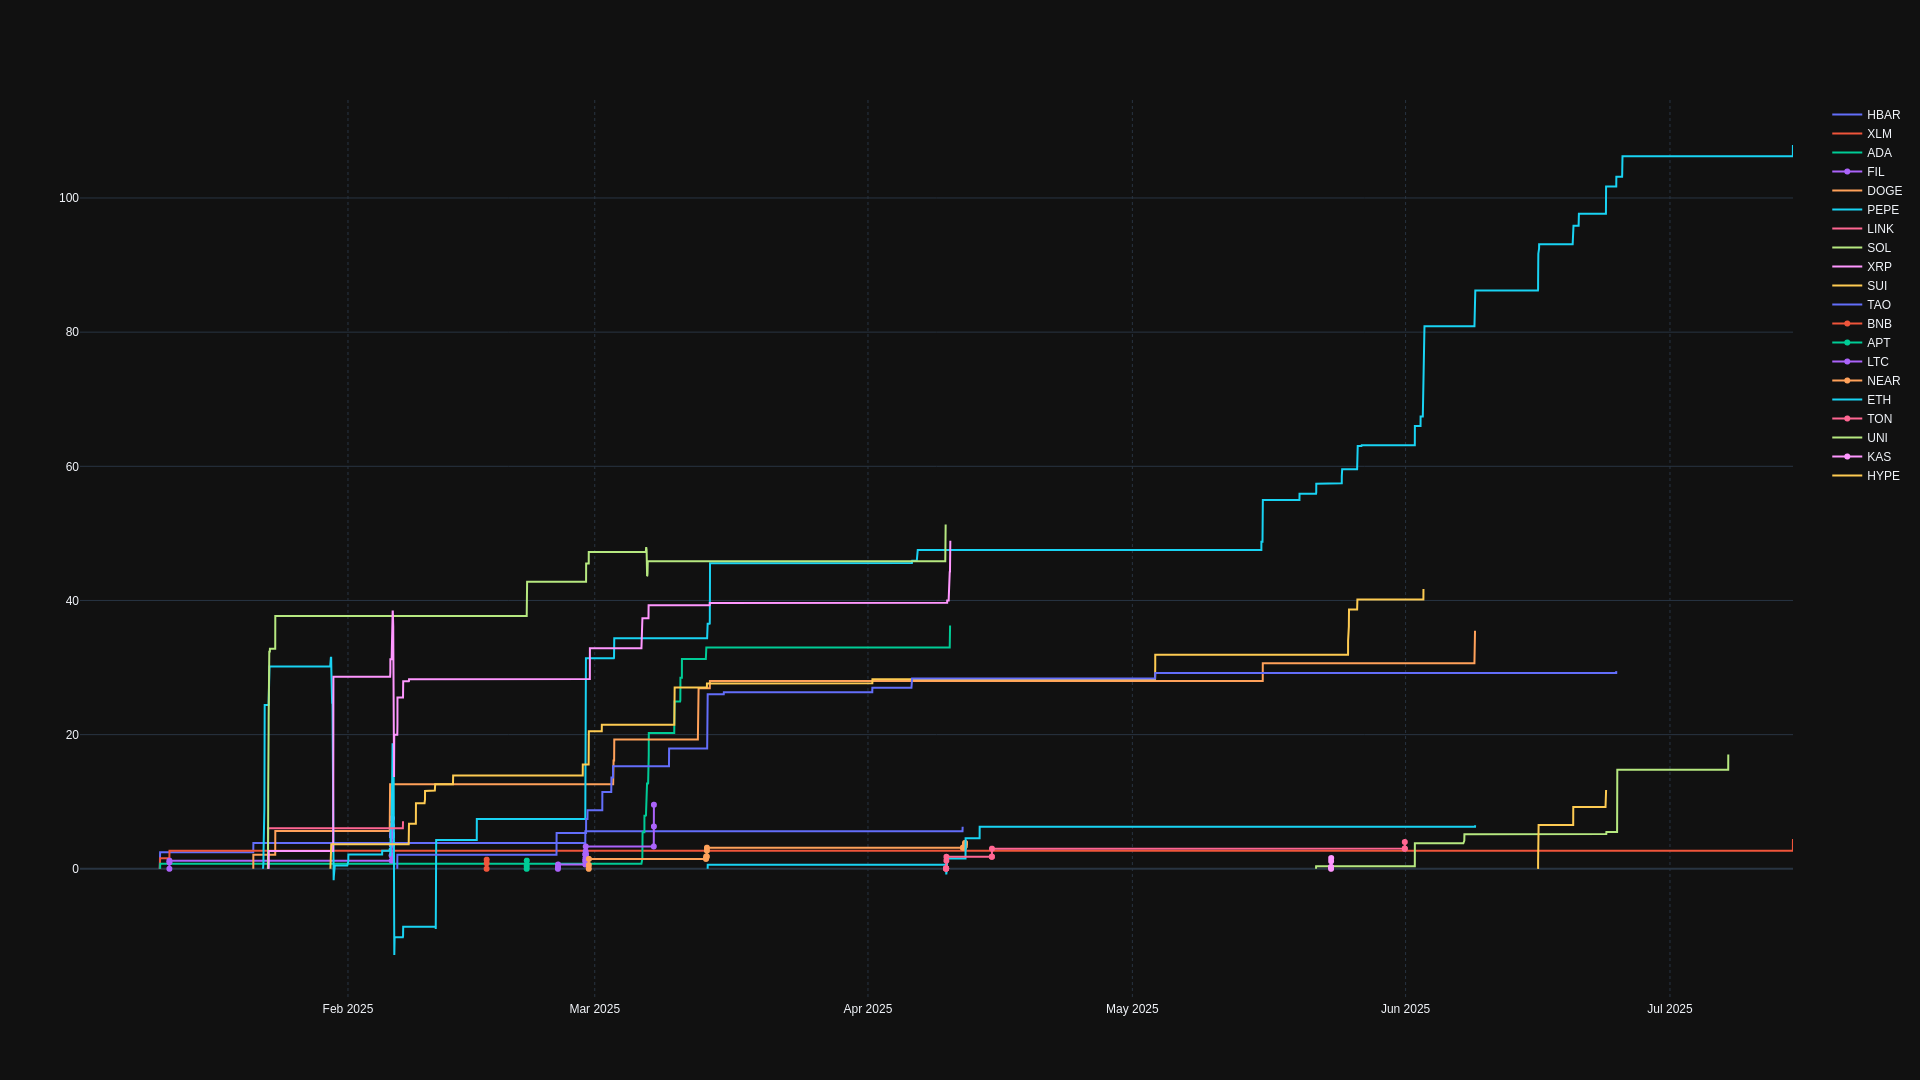 100
80
60
40
20
0
Feb 2025
Mar 2025
Apr 2025
May 2025
Jun 2025
Jul 2025
HBAR
XLM
ADA
FIL
DOGE
PEPE
LINK
SOL
XRP
SUI
TAO
BNB
APT
LTC
NEAR
ETH
TON
UNI
KAS
HYPE